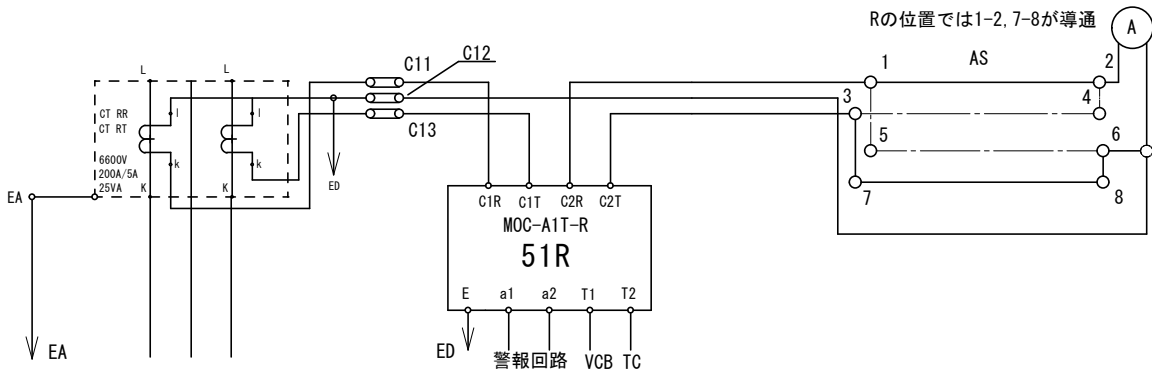 Rの位置では1-2,7-8が導通
A
AS
1
2
3
4
5
6
7
8
C11
C12
C13
L
L
CT RR
CT RT
l
l
6600V
200A/5A
25VA
k
k
K
K
EA
EA
ED
C1R
C1T
C2R
C2T
MOC-A1T-R
51R
E
a1
a2
T1
T2
ED
警報回路
VCB TC